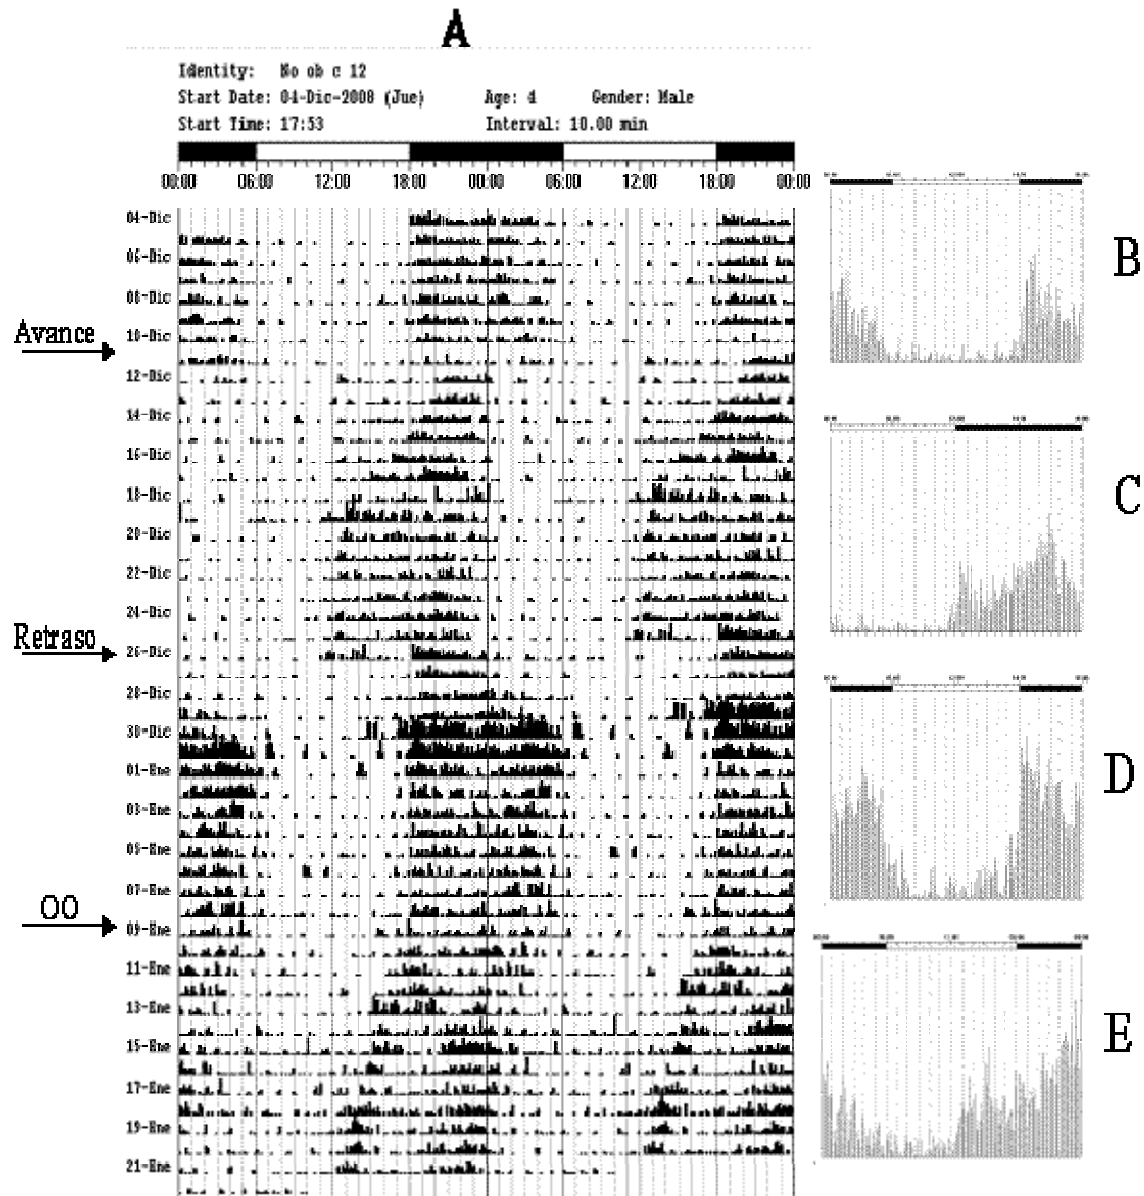 A
Identity: No ob c 12
Start Date: 04-Dic-2008 (Jue) Age: 4 Gender: Male
Start Time: 17:53 Interval: 10.00 min
00:00 06:00 12:00 18:00 00:00 06:00 12:00 18:00 00:00
04-Dic
06-Dic
08-Dic
Avance
10-Dic
12-Dic
14-Dic
16-Dic
18-Dic
20-Dic
22-Dic
24-Dic
Retraso
26-Dic
28-Dic
30-Dic
01-Ene
03-Ene
05-Ene
07-Ene
OO
09-Ene
11-Ene
13-Ene
15-Ene
17-Ene
19-Ene
21-Ene
B
C
D
E